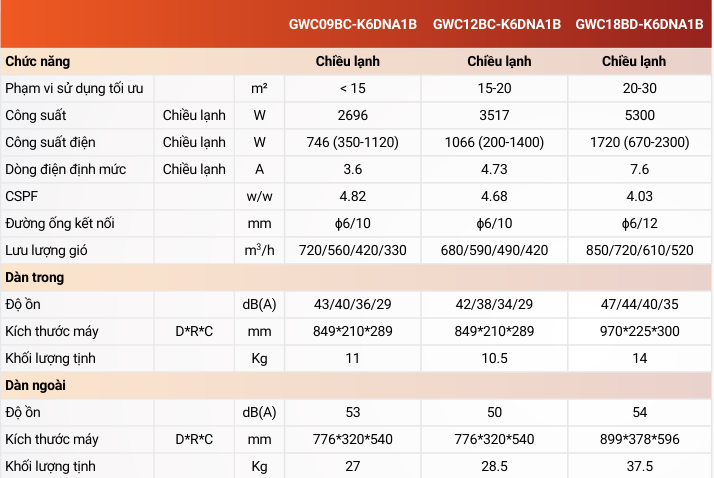 GWC09BC-K6DNA1B GWC12BC-K6DNA1B GWC18BD-K6DNA1B
Chức năng Chiều lạnh Chiều lạnh Chiều lạnh
Phạm vi sử dụng tối ưu m² < 15 15-20 20-30
Công suất Chiều lạnh W 2696 3517 5300
Công suất điện Chiều lạnh W 746 (350-1120) 1066 (200-1400) 1720 (670-2300)
Dòng điện định mức Chiều lạnh A 3.6 4.73 7.6
CSPF w/w 4.82 4.68 4.03
Đường ống kết nối mm ϕ6/10 ϕ6/10 ϕ6/12
Lưu lượng gió m³/h 720/560/420/330 680/590/490/420 850/720/610/520
Dàn trong
Độ ồn dB(A) 43/40/36/29 42/38/34/29 47/44/40/35
Kích thước máy D*R*C mm 849*210*289 849*210*289 970*225*300
Khối lượng tịnh Kg 11 10.5 14
Dàn ngoài
Độ ồn dB(A) 53 50 54
Kích thước máy D*R*C mm 776*320*540 776*320*540 899*378*596
Khối lượng tịnh Kg 27 28.5 37.5